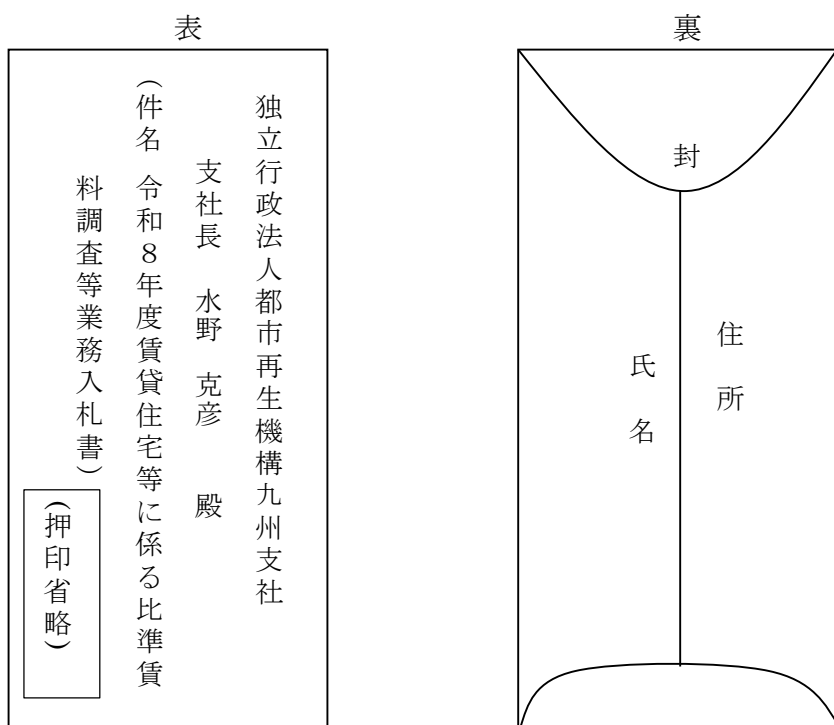 表
独立行政法人都市再生機構九州支社
支社長 水野 克彦 殿
(件名 令和８年度賃貸住宅等に係る比準賃
料調査等業務入札書)
(押印省略)
裏
封
住所
氏名